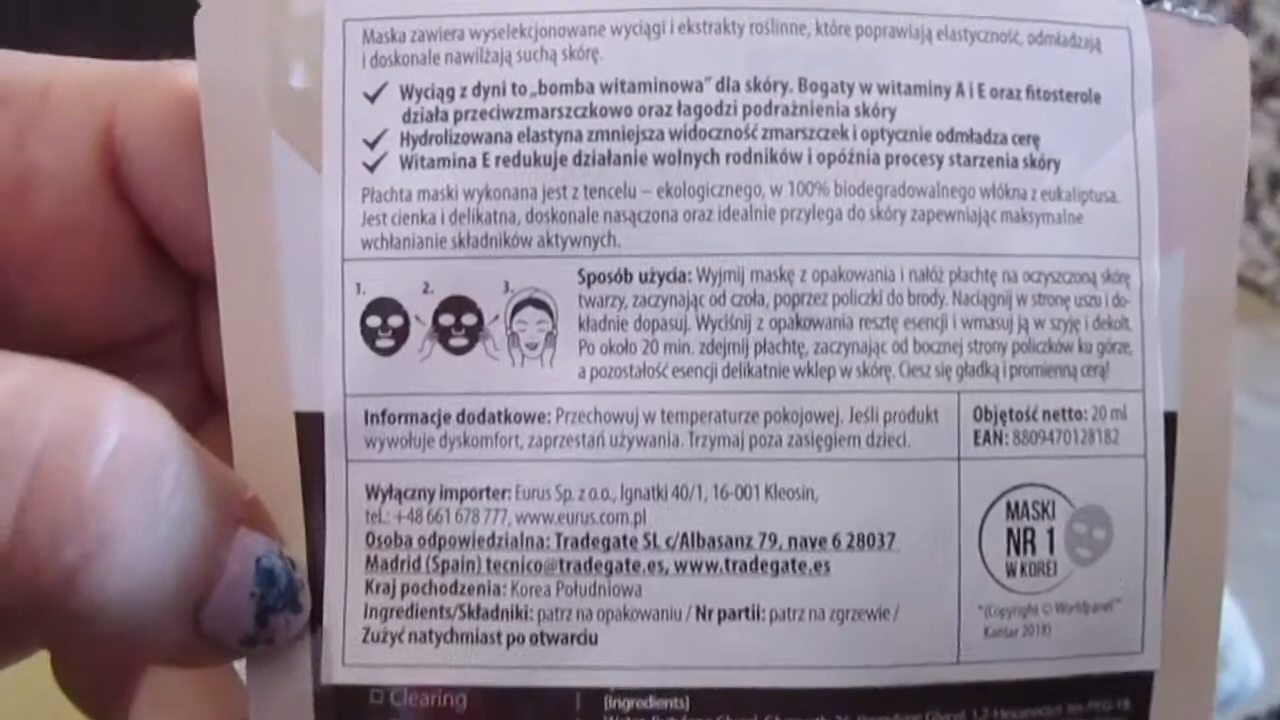 Maska zawiera wyselekcjonowane wyciągi i ekstrakty roślinne, które poprawiają elastyczność, odmładzają
i doskonale nawilżają suchą skórę.
Wyciąg z dyni to „bomba witaminowa” dla skóry. Bogaty w witaminy A i E oraz fitosterole
działa przeciwzmarszczkowo oraz łagodzi podrażnienia skóry
Hydrolizowana elastyna zmniejsza widoczność zmarszczek i optycznie odmładza cerę
Witamina E redukuje działanie wolnych rodników i opóźnia procesy starzenia skóry
Płachta maski wykonana jest z tencelu – ekologicznego, w 100% biodegradowalnego włókna z eukaliptusa.
Jest cienka i delikatna, doskonale nasączona oraz idealnie przylega do skóry zapewniając maksymalne
wchłanianie składników aktywnych.
1. 2. 3.
Sposób użycia: Wyjmij maskę z opakowania i nałóż płachtę na oczyszczoną skórę
twarzy, zaczynając od czoła, poprzez policzki do brody. Naciągnij w stronę uszu i do-
kładnie dopasuj. Wyciśnij z opakowania resztę esencji i wmasuj ją w szyję i dekolt.
Po około 20 min. zdejmij płachtę, zaczynając od bocznej strony policzków ku górze,
a pozostałość esencji delikatnie wklep w skórę. Ciesz się gładką i promienną cerą!
Informacje dodatkowe: Przechowuj w temperaturze pokojowej. Jeśli produkt
wywołuje dyskomfort, zaprzestań używania. Trzymaj poza zasięgiem dzieci.
Objętość netto: 20 ml
EAN: 8809470128182
Wyłączny importer: Eurus Sp. z o.o., Ignatki 40/1, 16-001 Kleosin,
tel.: +48 661 678 777, www.eurus.com.pl
Osoba odpowiedzialna: Tradegate SL c/Albasanz 79, nave 6 28037
Madrid (Spain) tecnico@tradegate.es, www.tradegate.es
Kraj pochodzenia: Korea Południowa
Ingredients/Składniki: patrz na opakowaniu / Nr partii: patrz na zgrzewie /
Zużyć natychmiast po otwarciu
MASKI
NR 1
W KOREI
*(Copyright © Worldpanel™
Kantar 2018)
Clearing
[Ingredients]